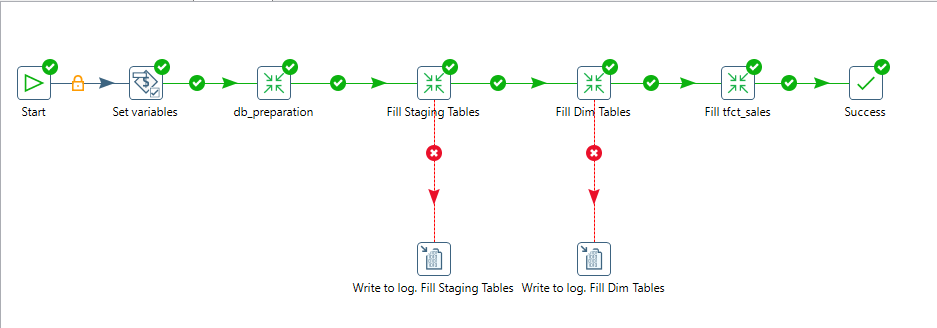 Start
Set variables
db_preparation
Fill Staging Tables
Fill Dim Tables
Fill tfct_sales
Success
Write to log. Fill Staging Tables
Write to log. Fill Dim Tables